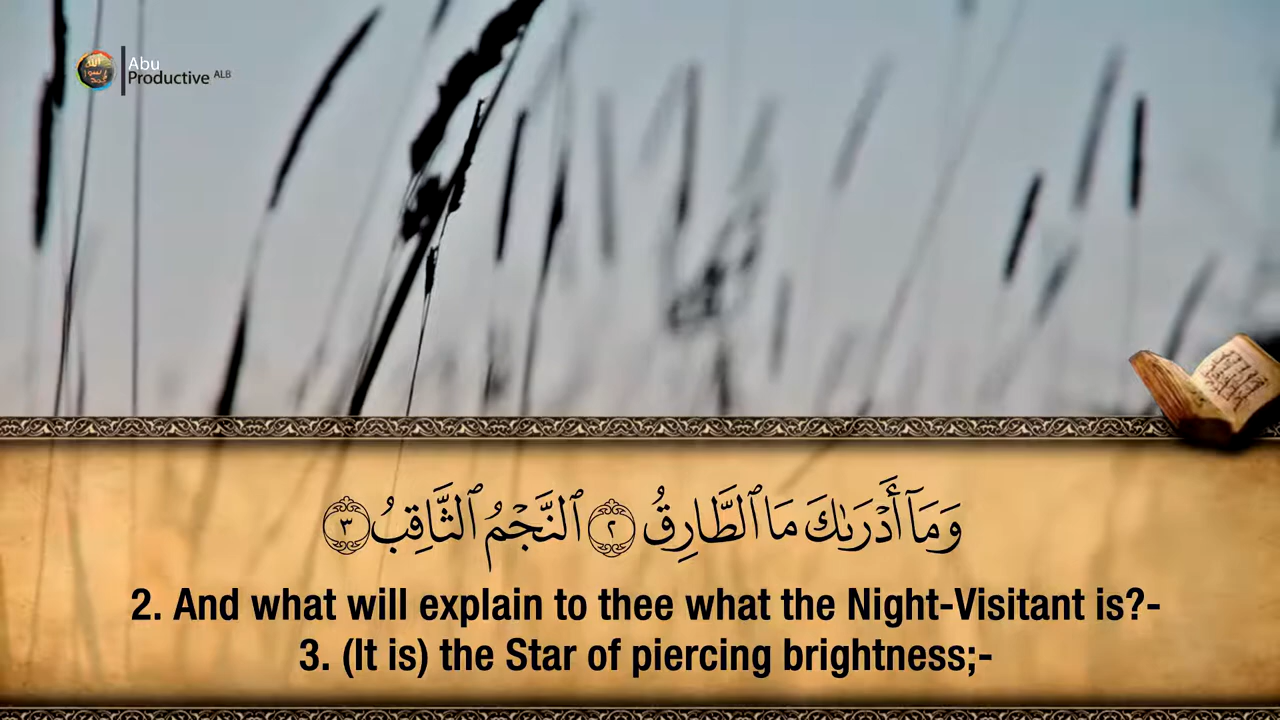 Abu
Productive ALB
وَمَآ أَدْرَىٰكَ مَا ٱلطَّارِقُ ٢ ٱلنَّجْمُ ٱلثَّاقِبُ ٣
2. And what will explain to thee what the Night-Visitant is?-
3. (It is) the Star of piercing brightness;-